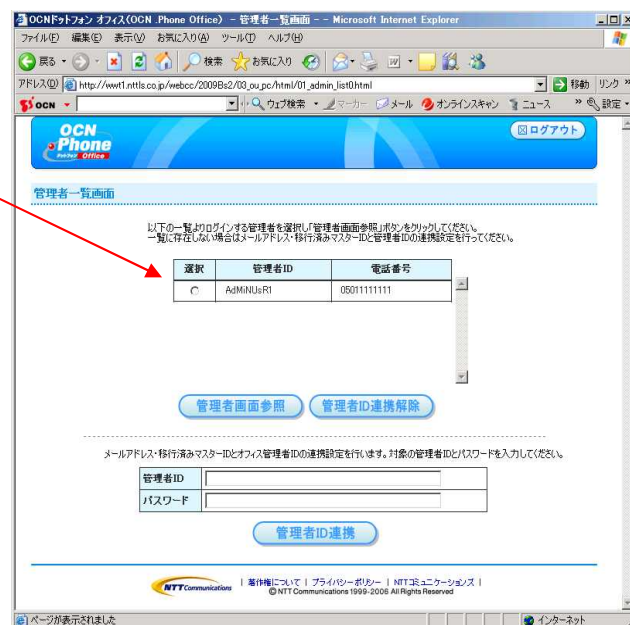 OCNドットフォン オフィス(OCN .Phone Office) - 管理者一覧画面 - - Microsoft Internet Explorer
ファイル(F) 編集(E) 表示(V) お気に入り(A) ツール(T) ヘルプ(H)
戻る 検索 お気に入り
アドレス(D) http://wwt1.nttls.co.jp/webcc/2009Bs2/03_ou_pc/html/01_admin_list0.html 移動 リンク »
OCN ウェブ検索 マーカー メール オンラインスキャン ニュース » 設定
OCN
.Phone
Office
ログアウト
管理者一覧画面
以下の一覧よりログインする管理者を選択し「管理者画面参照」ボタンをクリックしてください。
一覧に存在しない場合はメールアドレス・移行済みマスターIDと管理者IDの連携設定を行ってください。
選択 管理者ID 電話番号
AdMiNUsR1 05011111111
管理者画面参照 管理者ID連携解除
メールアドレス・移行済みマスターIDとオフィス管理者IDの連携設定を行います。対象の管理者IDとパスワードを入力してください。
管理者ID
パスワード
管理者ID連携
NTT Communications | 著作権について | プライバシーポリシー | NTTコミュニケーションズ |
© NTT Communications 1999-2006 All Rights Reserved
ページが表示されました インターネット